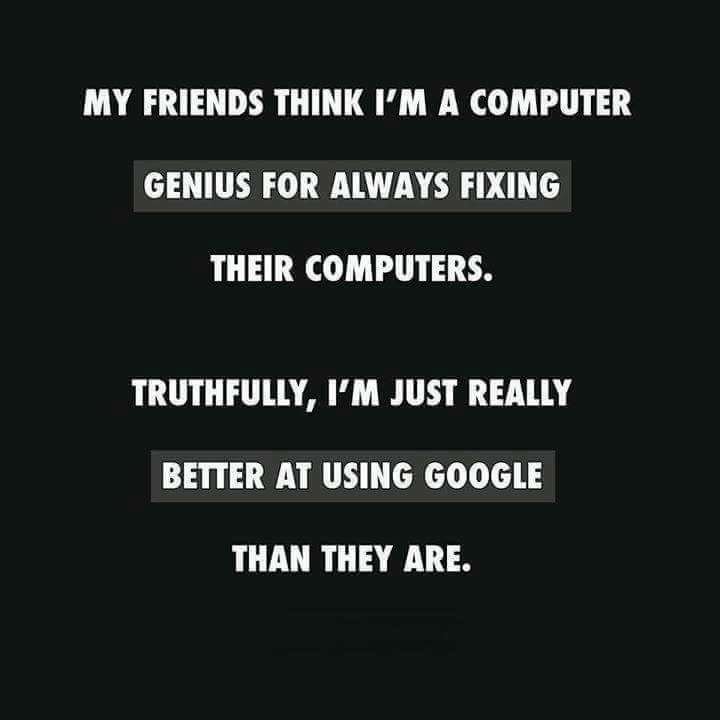 MY FRIENDS THINK I'M A COMPUTER
GENIUS FOR ALWAYS FIXING
THEIR COMPUTERS.
TRUTHFULLY, I'M JUST REALLY
BETTER AT USING GOOGLE
THAN THEY ARE.